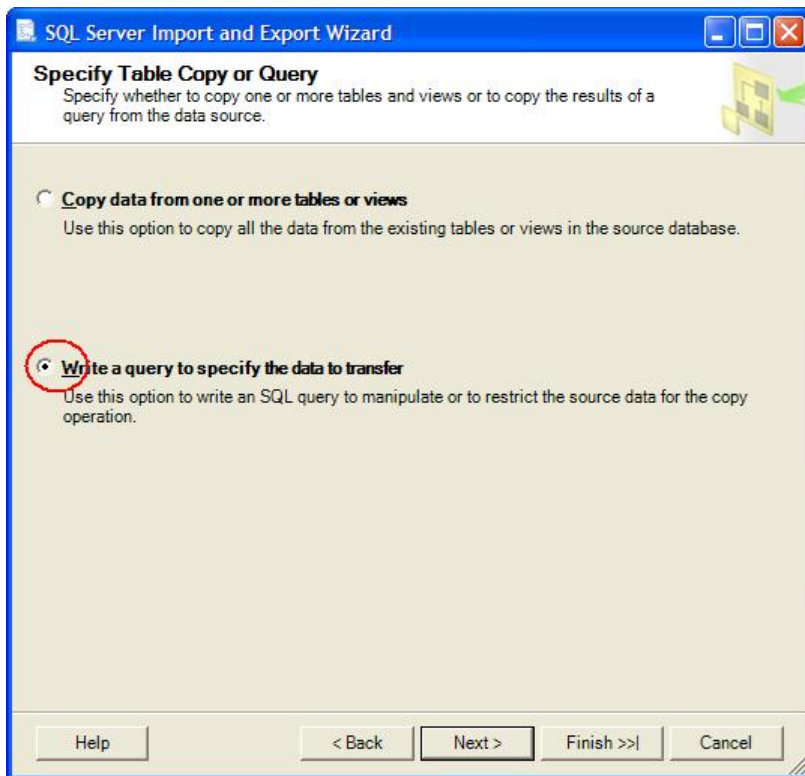 SQL Server Import and Export Wizard
Specify Table Copy or Query
Specify whether to copy one or more tables and views or to copy the results of a
query from the data source.
Copy data from one or more tables or views
Use this option to copy all the data from the existing tables or views in the source database.
Write a query to specify the data to transfer
Use this option to write an SQL query to manipulate or to restrict the source data for the copy
operation.
Help
< Back
Next >
Finish >>|
Cancel